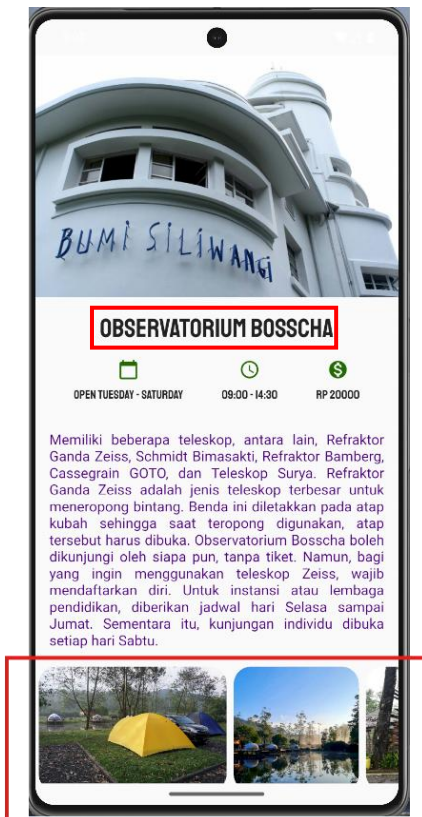 BUMI SILIWANGI
OBSERVATORIUM BOSSCHA
OPEN TUESDAY - SATURDAY
09:00 - 14:30
RP 20000
Memiliki beberapa teleskop, antara lain, Refraktor
Ganda Zeiss, Schmidt Bimasakti, Refraktor Bamberg,
Cassegrain GOTO, dan Teleskop Surya. Refraktor
Ganda Zeiss adalah jenis teleskop terbesar untuk
meneropong bintang. Benda ini diletakkan pada atap
kubah sehingga saat teropong digunakan, atap
tersebut harus dibuka. Observatorium Bosscha boleh
dikunjungi oleh siapa pun, tanpa tiket. Namun, bagi
yang ingin menggunakan teleskop Zeiss, wajib
mendaftarkan diri. Untuk instansi atau lembaga
pendidikan, diberikan jadwal hari Selasa sampai
Jumat. Sementara itu, kunjungan individu dibuka
setiap hari Sabtu.